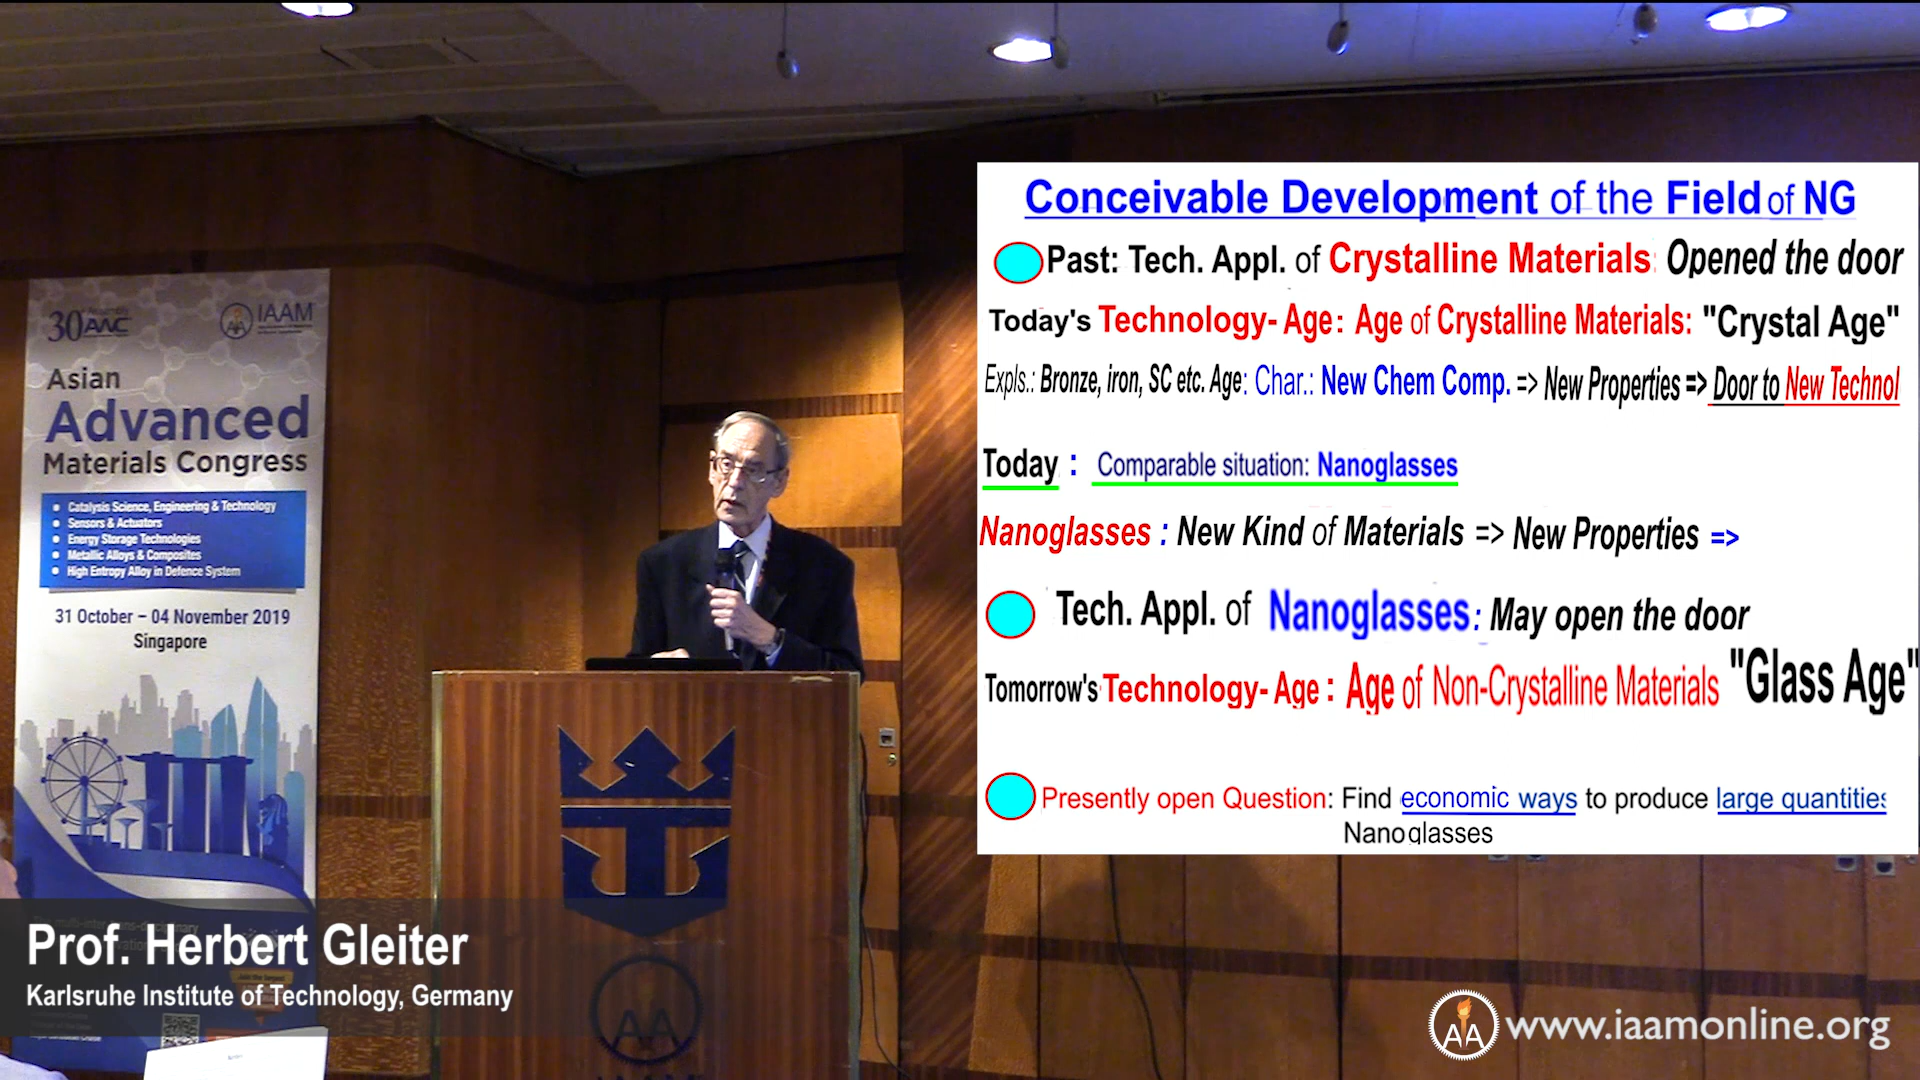 30
Assembly
AMC
IAAM
Asian
Advanced
Materials Congress
Catalysis Science, Engineering & Technology
Sensors & Actuators
Energy Storage Technologies
Metallic Alloys & Composites
High Entropy Alloy in Defence System
31 October – 04 November 2019
Singapore
Conceivable Development of the Field of NG
Past: Tech. Appl. of Crystalline Materials: Opened the door
Today's Technology- Age: Age of Crystalline Materials: "Crystal Age"
Expls.: Bronze, iron, SC etc. Age: Char.: New Chem Comp. => New Properties => Door to New Technol
Today : Comparable situation: Nanoglasses
Nanoglasses : New Kind of Materials => New Properties =>
Tech. Appl. of Nanoglasses : May open the door
Tomorrow's Technology- Age : Age of Non-Crystalline Materials "Glass Age"
Presently open Question: Find economic ways to produce large quantities
Nanoglasses
Prof. Herbert Gleiter
Karlsruhe Institute of Technology, Germany
AA
IAAM
AA www.iaamonline.org